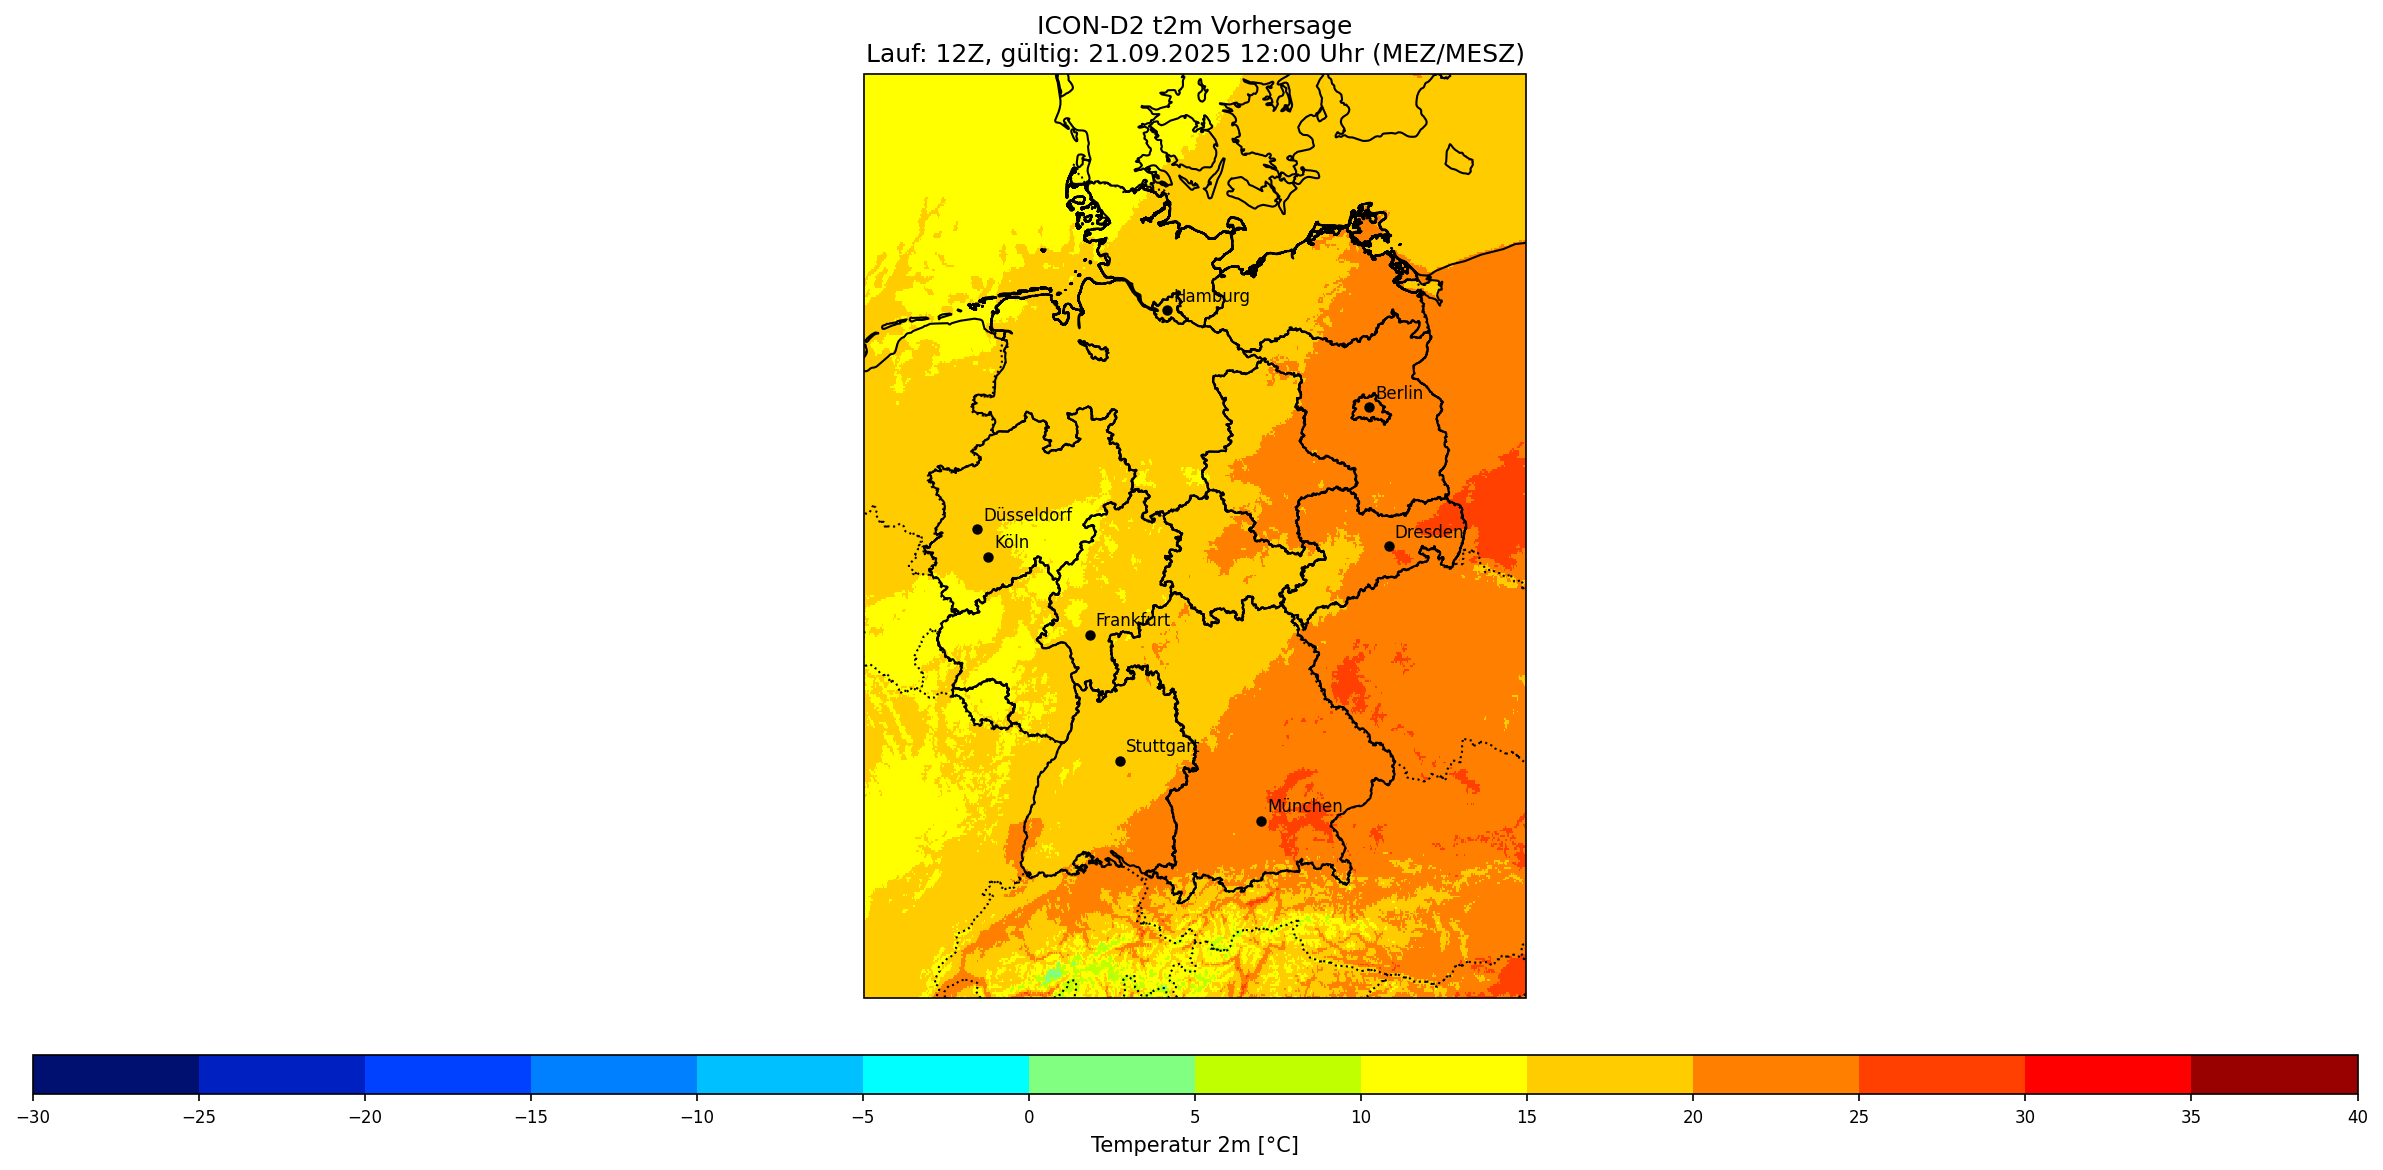 ICON-D2 t2m Vorhersage
Lauf: 12Z, gültig: 21.09.2025 12:00 Uhr (MEZ/MESZ)
Hamburg
Berlin
Düsseldorf
Dresden
Köln
Frankfurt
Stuttgart
München
−30 −25 −20 −15 −10 −5 0 5 10 15 20 25 30 35 40
Temperatur 2m [°C]